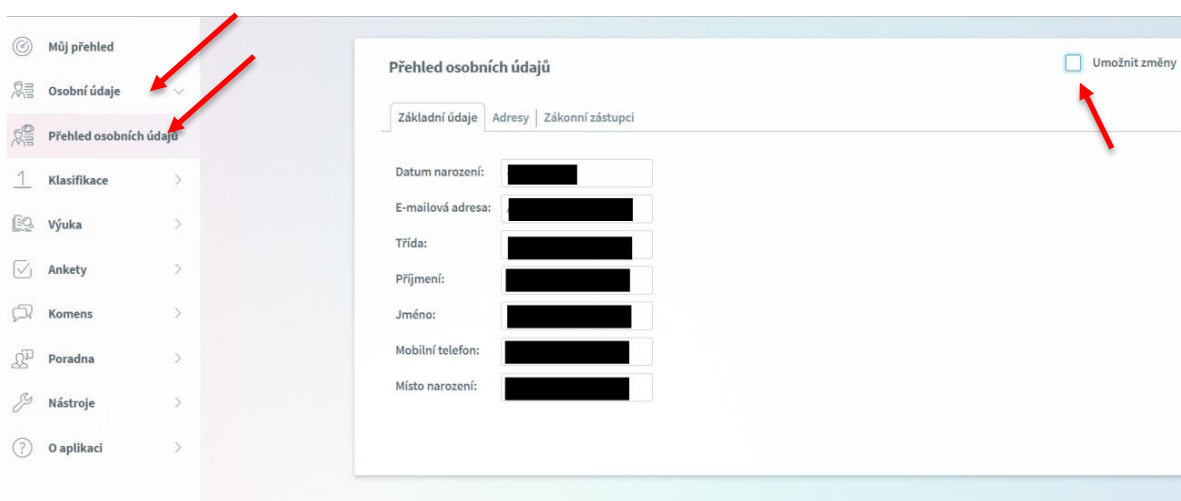 Můj přehled
Osobní údaje
Přehled osobních údajů
Klasifikace
Výuka
Ankety
Komens
Poradna
Nástroje
O aplikaci
Přehled osobních údajů
Umožnit změny
Základní údaje
Adresy
Zákonní zástupci
Datum narození:
E-mailová adresa:
Třída:
Příjmení:
Jméno:
Mobilní telefon:
Místo narození: